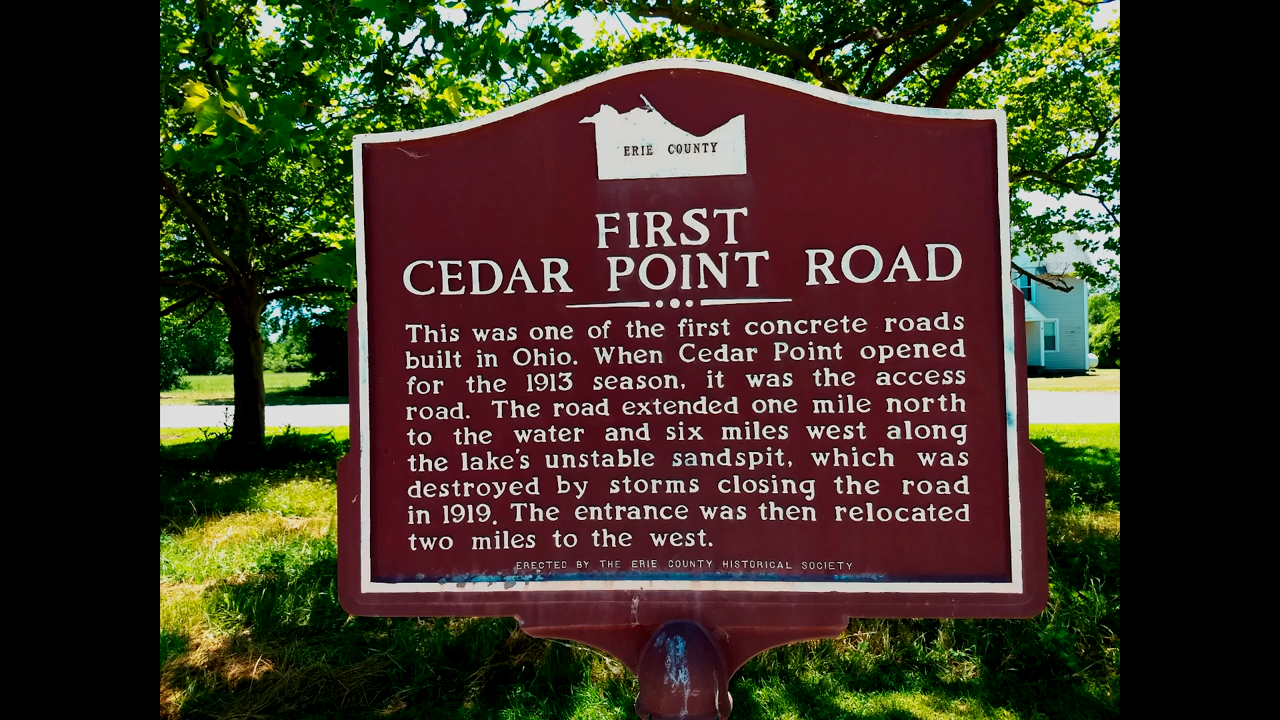 ERIE COUNTY
FIRST
CEDAR POINT ROAD
This was one of the first concrete roads
built in Ohio. When Cedar Point opened
for the 1913 season, it was the access
road. The road extended one mile north
to the water and six miles west along
the lake's unstable sandspit, which was
destroyed by storms closing the road
in 1919. The entrance was then relocated
two miles to the west.
ERECTED BY THE ERIE COUNTY HISTORICAL SOCIETY